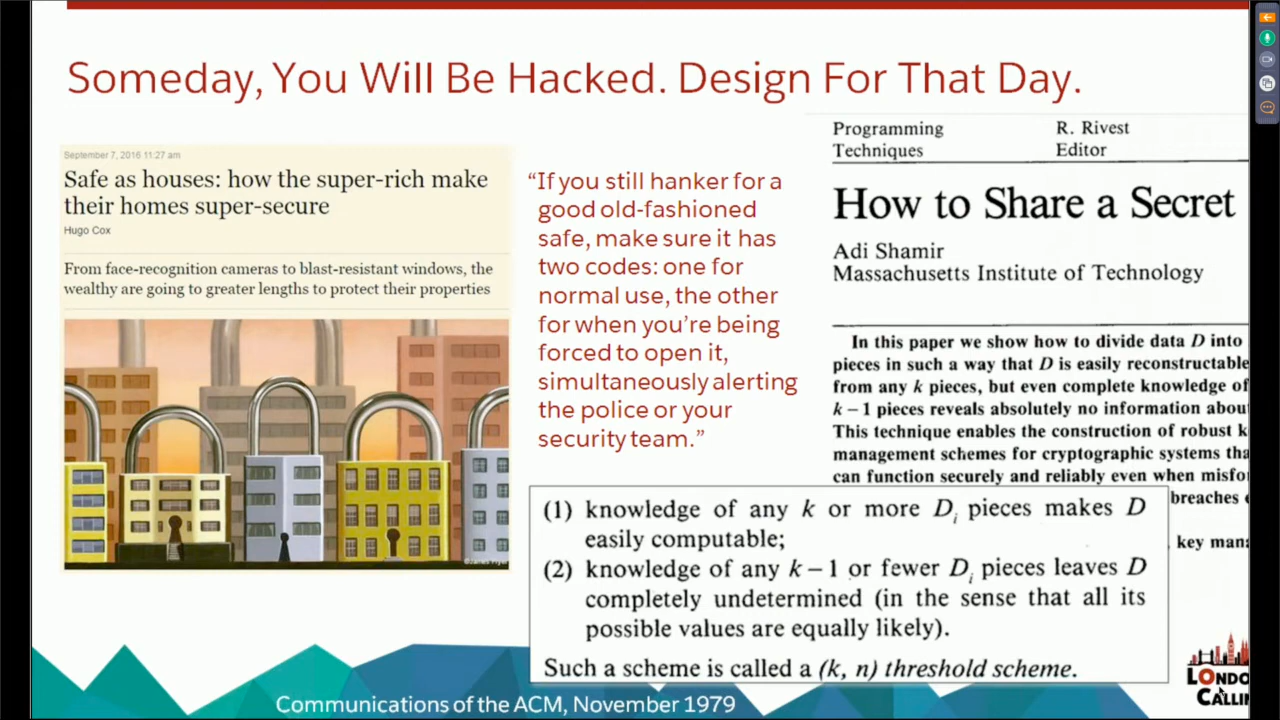 Someday, You Will Be Hacked. Design For That Day.
September 7, 2016 11:27 am
Safe as houses: how the super-rich make
their homes super-secure
Hugo Cox
From face-recognition cameras to blast-resistant windows, the
wealthy are going to greater lengths to protect their properties
©James Fryer
“If you still hanker for a
good old-fashioned
safe, make sure it has
two codes: one for
normal use, the other
for when you’re being
forced to open it,
simultaneously alerting
the police or your
security team.”
Programming
Techniques
R. Rivest
Editor
How to Share a Secret
Adi Shamir
Massachusetts Institute of Technology
In this paper we show how to divide data D into
pieces in such a way that D is easily reconstructable
from any k pieces, but even complete knowledge of
k − 1 pieces reveals absolutely no information
This technique enables the construction of robust
management schemes for cryptographic systems
can function securely and reliably even when
breaches
key
(1) knowledge of any k or more Di pieces makes D
easily computable;
(2) knowledge of any k − 1 or fewer Di pieces leaves D
completely undetermined (in the sense that all its
possible values are equally likely).
Such a scheme is called a (k, n) threshold scheme.
Communications of the ACM, November 1979